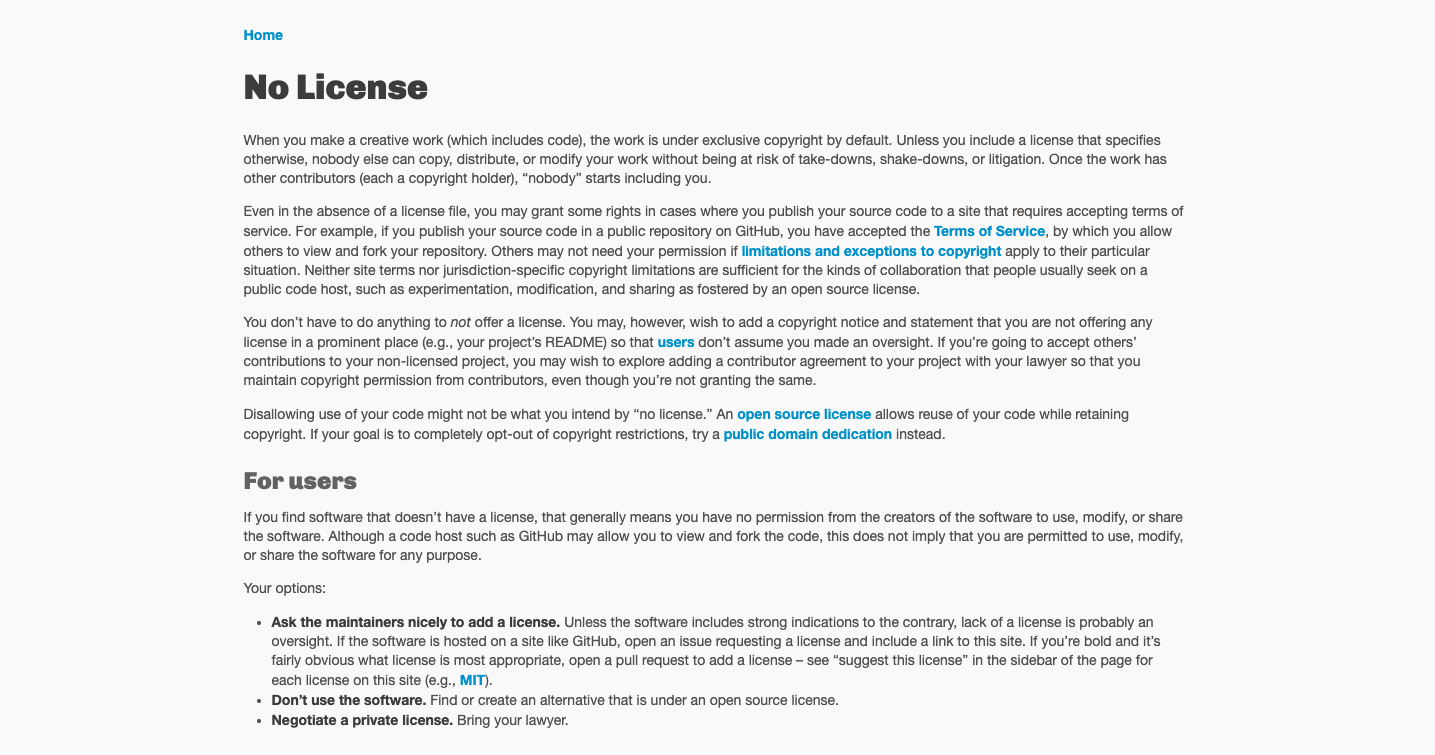 Home
No License
When you make a creative work (which includes code), the work is under exclusive copyright by default. Unless you include a license that specifies
otherwise, nobody else can copy, distribute, or modify your work without being at risk of take-downs, shake-downs, or litigation. Once the work has
other contributors (each a copyright holder), “nobody” starts including you.
Even in the absence of a license file, you may grant some rights in cases where you publish your source code to a site that requires accepting terms of
service. For example, if you publish your source code in a public repository on GitHub, you have accepted the Terms of Service, by which you allow
others to view and fork your repository. Others may not need your permission if limitations and exceptions to copyright apply to their particular
situation. Neither site terms nor jurisdiction-specific copyright limitations are sufficient for the kinds of collaboration that people usually seek on a
public code host, such as experimentation, modification, and sharing as fostered by an open source license.
You don’t have to do anything to not offer a license. You may, however, wish to add a copyright notice and statement that you are not offering any
license in a prominent place (e.g., your project’s README) so that users don’t assume you made an oversight. If you’re going to accept others’
contributions to your non-licensed project, you may wish to explore adding a contributor agreement to your project with your lawyer so that you
maintain copyright permission from contributors, even though you’re not granting the same.
Disallowing use of your code might not be what you intend by “no license.” An open source license allows reuse of your code while retaining
copyright. If your goal is to completely opt-out of copyright restrictions, try a public domain dedication instead.
For users
If you find software that doesn’t have a license, that generally means you have no permission from the creators of the software to use, modify, or share
the software. Although a code host such as GitHub may allow you to view and fork the code, this does not imply that you are permitted to use, modify,
or share the software for any purpose.
Your options:
• Ask the maintainers nicely to add a license. Unless the software includes strong indications to the contrary, lack of a license is probably an
oversight. If the software is hosted on a site like GitHub, open an issue requesting a license and include a link to this site. If you’re bold and it’s
fairly obvious what license is most appropriate, open a pull request to add a license – see “suggest this license” in the sidebar of the page for
each license on this site (e.g., MIT).
• Don’t use the software. Find or create an alternative that is under an open source license.
• Negotiate a private license. Bring your lawyer.